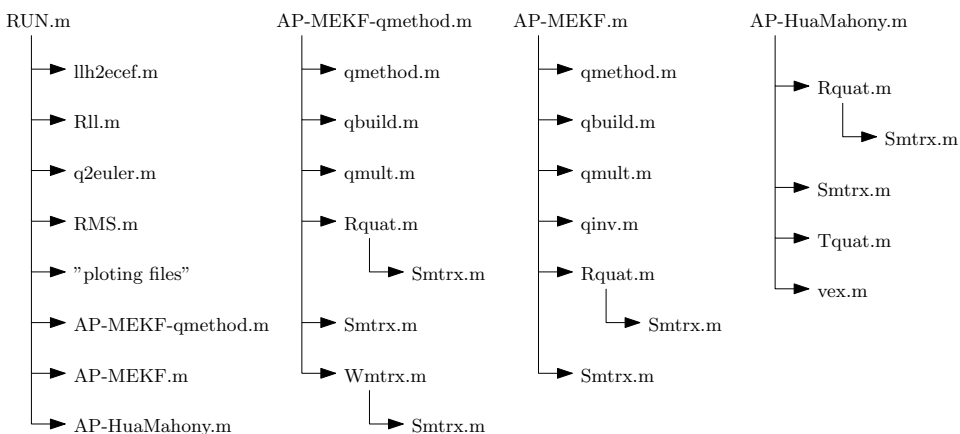 RUN.m
llh2ecef.m
Rll.m
q2euler.m
RMS.m
"ploting files"
AP-MEKF-qmethod.m
AP-MEKF.m
AP-HuaMahony.m
AP-MEKF-qmethod.m
qmethod.m
qbuild.m
qmult.m
Rquat.m
Smtrx.m
Smtrx.m
Wmtrx.m
Smtrx.m
AP-MEKF.m
qmethod.m
qbuild.m
qmult.m
qinv.m
Rquat.m
Smtrx.m
Smtrx.m
AP-HuaMahony.m
Rquat.m
Smtrx.m
Smtrx.m
Tquat.m
vex.m